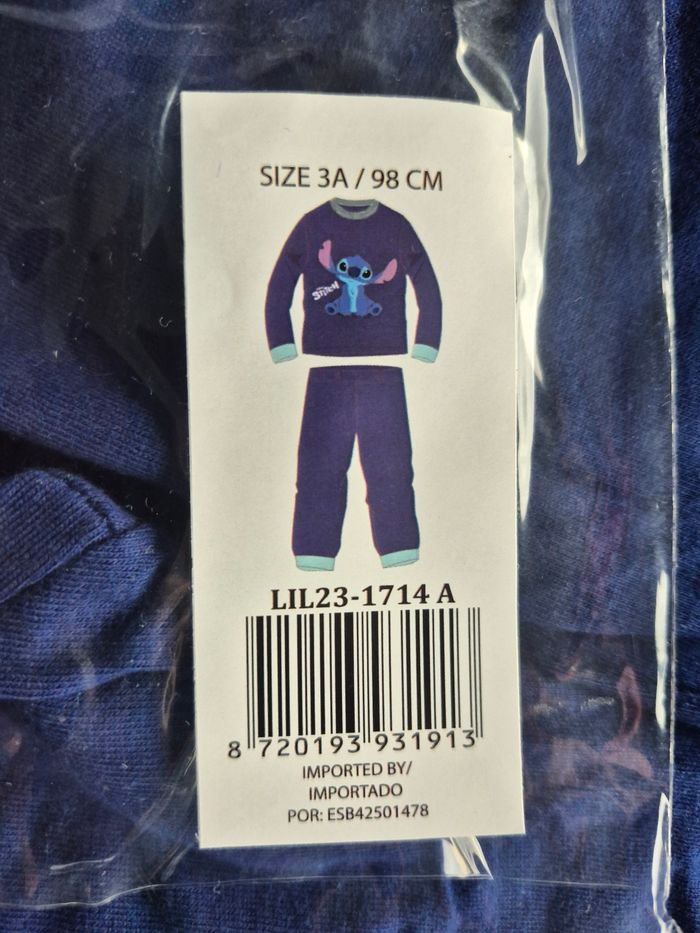 SIZE 3A / 98 CM
STITCH
LIL23-1714 A
8 720193 931913
IMPORTED BY/
IMPORTADO
POR: ESB42501478